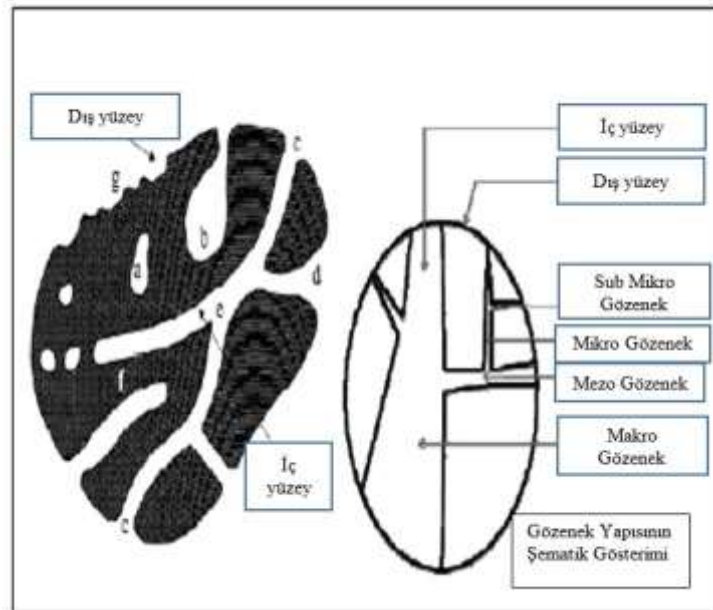 Dış yüzey
g
c
b
a
d
e
f
İç
yüzey
c
İç yüzey
Dış yüzey
Sub Mikro
Gözenek
Mikro Gözenek
Mezo Gözenek
Makro
Gözenek
Gözenek Yapısının
Şematik Gösterimi